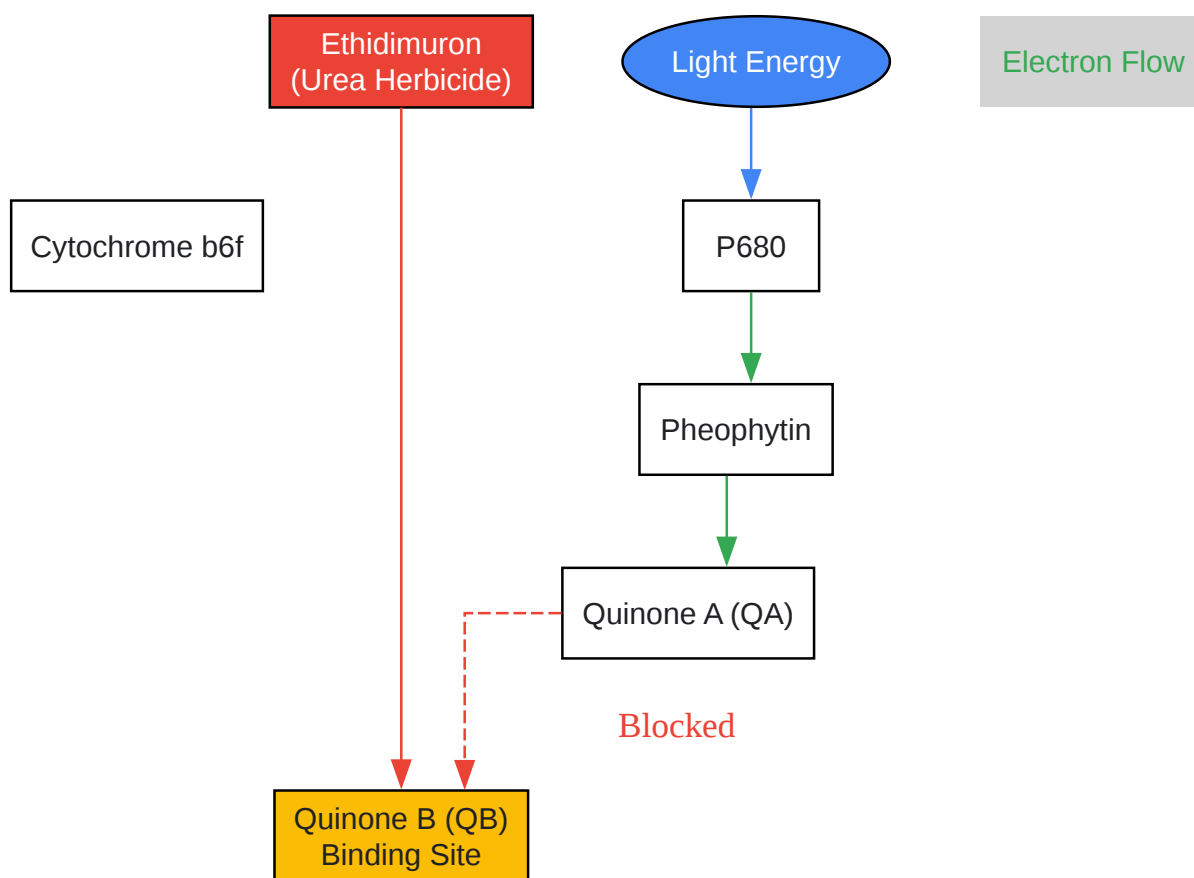 Ethidimuron
(Urea Herbicide)
Light Energy
Electron Flow
Cytochrome b6f
P680
Pheophytin
Quinone A (QA)
Blocked
Quinone B (QB)
Binding Site